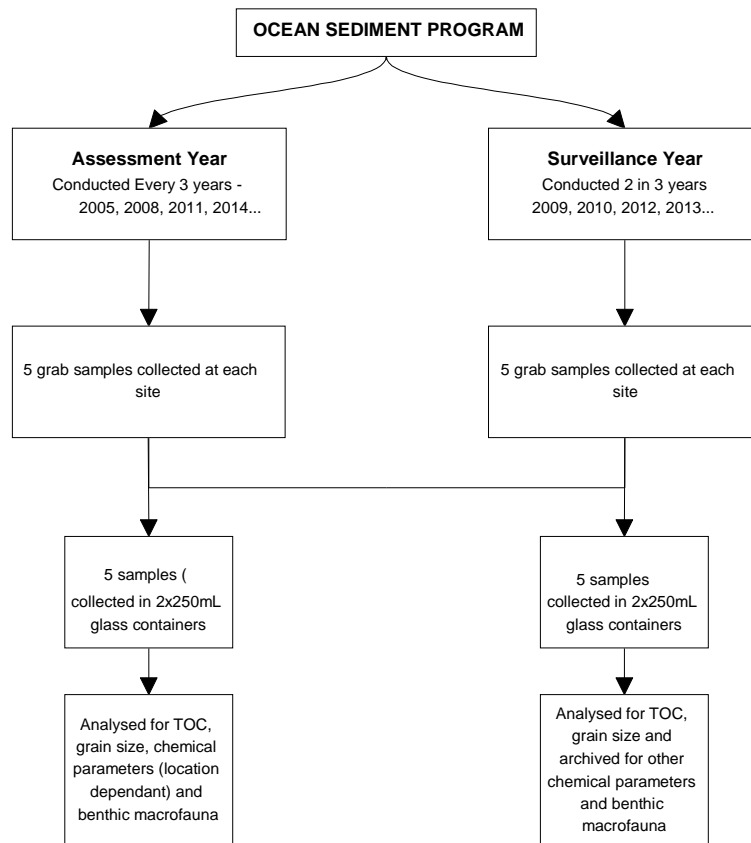 OCEAN SEDIMENT PROGRAM
Assessment Year
Conducted Every 3 years -
2005, 2008, 2011, 2014...
Surveillance Year
Conducted 2 in 3 years
2009, 2010, 2012, 2013...
5 grab samples collected at each
site
5 grab samples collected at each
site
5 samples (
collected in 2x250mL
glass containers
5 samples
collected in 2x250mL
glass containers
Analysed for TOC,
grain size, chemical
parameters (location
dependant) and
benthic macrofauna
Analysed for TOC,
grain size and
archived for other
chemical parameters
and benthic
macrofauna